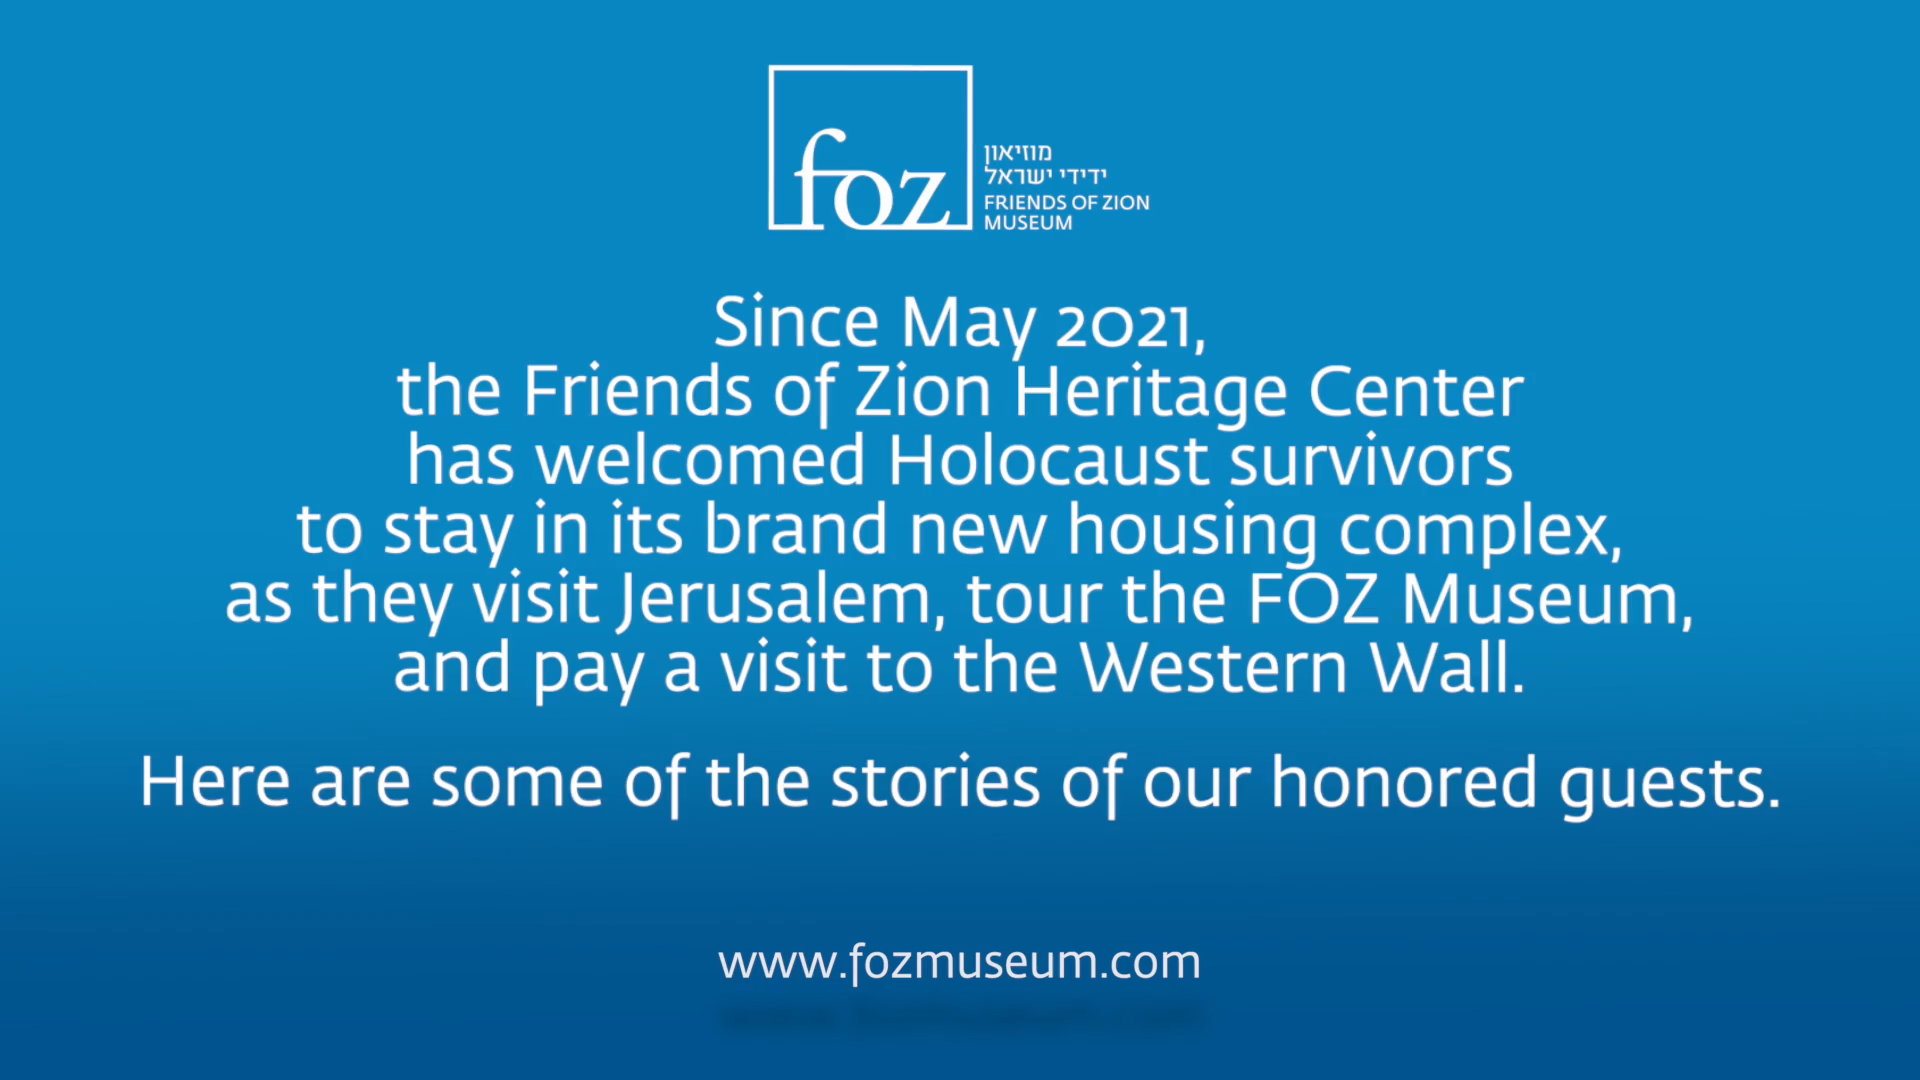 foz
מוזיאון
ידידי ישראל
FRIENDS OF ZION
MUSEUM
Since May 2021,
the Friends of Zion Heritage Center
has welcomed Holocaust survivors
to stay in its brand new housing complex,
as they visit Jerusalem, tour the FOZ Museum,
and pay a visit to the Western Wall.
Here are some of the stories of our honored guests.
www.fozmuseum.com